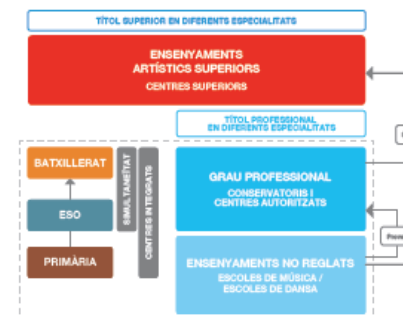 TÍTOL SUPERIOR EN DIFERENTS ESPECIALITATS
ENSENYAMENTS
ARTÍSTICS SUPERIORS
CENTRES SUPERIORS
TÍTOL PROFESSIONAL
EN DIFERENTS ESPECIALITATS
BATXILLERAT
ESO
PRIMÀRIA
SIMULTANEÏTAT
CENTRES INTEGRATS
GRAU PROFESSIONAL
CONSERVATORIS I
CENTRES AUTORITZATS
ENSENYAMENTS NO REGLATS
ESCOLES DE MÚSICA /
ESCOLES DE DANSA